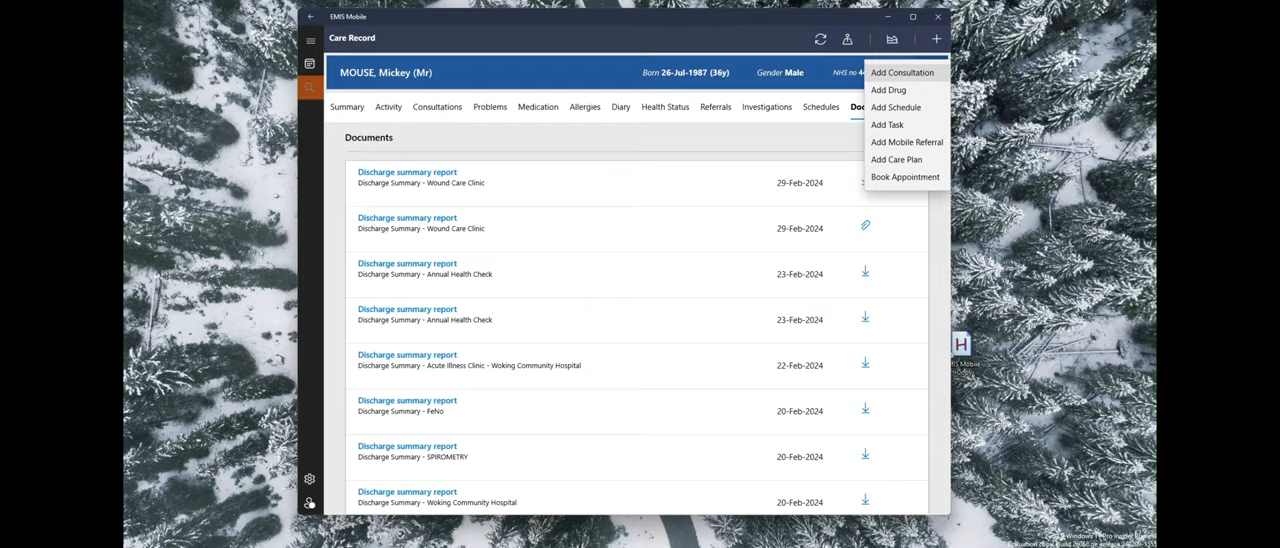 EMIS Mobile
Care Record
MOUSE, Mickey (Mr)
Born 26-Jul-1987 (36y) Gender Male NHS no
Summary Activity Consultations Problems Medication Allergies Diary Health Status Referrals Investigations Schedules
Add Consultation
Add Drug
Add Schedule
Add Task
Add Mobile Referral
Add Care Plan
Book Appointment
Documents
Discharge summary report
Discharge Summary - Wound Care Clinic 29-Feb-2024
Discharge summary report
Discharge Summary - Wound Care Clinic 29-Feb-2024
Discharge summary report
Discharge Summary - Annual Health Check 23-Feb-2024
Discharge summary report
Discharge Summary - Annual Health Check 23-Feb-2024
Discharge summary report
Discharge Summary - Acute Illness Clinic - Woking Community Hospital 22-Feb-2024
Discharge summary report
Discharge Summary - FeNo 20-Feb-2024
Discharge summary report
Discharge Summary - SPIROMETRY 20-Feb-2024
Discharge summary report
Discharge Summary - Woking Community Hospital 20-Feb-2024
H
Mobile